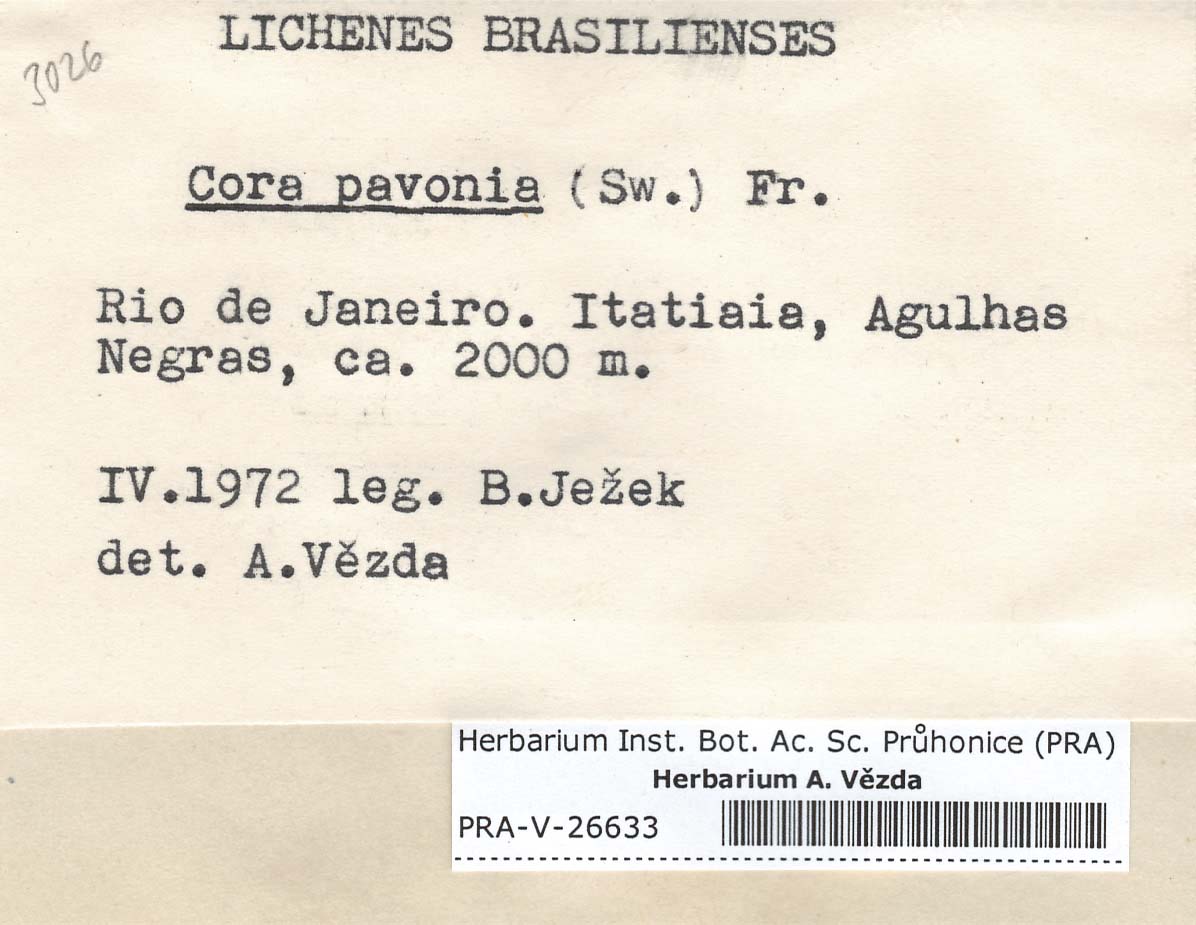 LICHENES BRASILIENSES
3026
Cora pavonia (Sw.) Fr.
Rio de Janeiro. Itatiaia, Agulhas
Negras, ca. 2000 m.
IV.1972 leg. B.Ježek
det. A.Vězda
Herbarium Inst. Bot. Ac. Sc. Průhonice (PRA)
Herbarium A. Vězda
PRA-V-26633